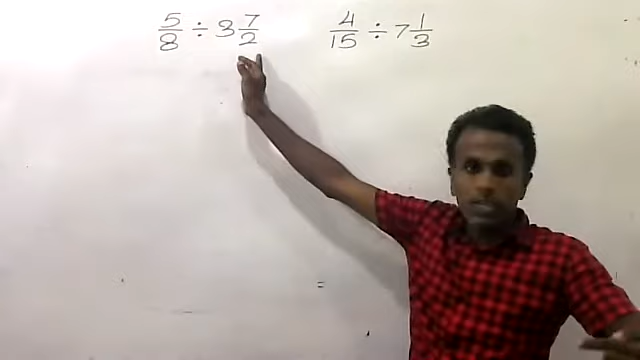 5/8 ÷ 3 7/2    4/15 ÷ 7 1/3
=